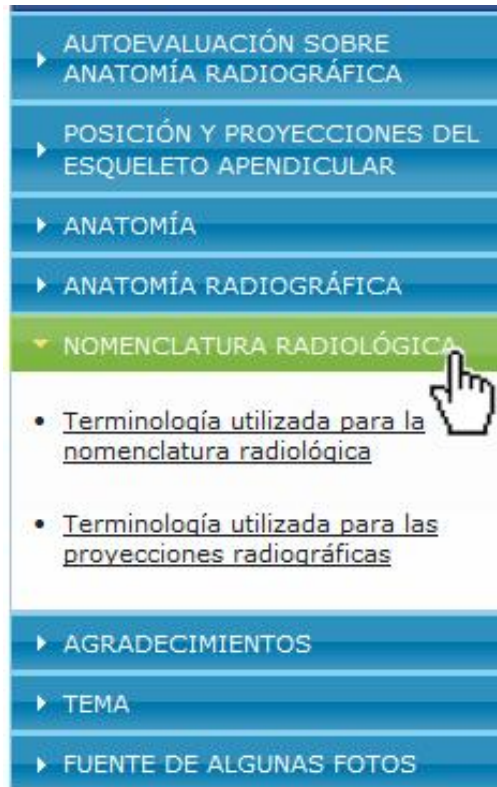 AUTOEVALUACIÓN SOBRE
ANATOMÍA RADIOGRÁFICA
POSICIÓN Y PROYECCIONES DEL
ESQUELETO APENDICULAR
ANATOMÍA
ANATOMÍA RADIOGRÁFICA
NOMENCLATURA RADIOLÓGICA
• Terminología utilizada para la
nomenclatura radiológica
• Terminología utilizada para las
proyecciones radiográficas
AGRADECIMIENTOS
TEMA
FUENTE DE ALGUNAS FOTOS